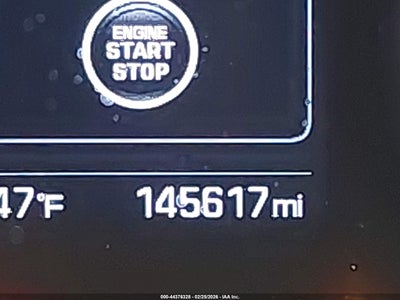 ENGINE
START
STOP
47°F 145617mi
000-44376328 - 02/25/2026 - IAA Inc.